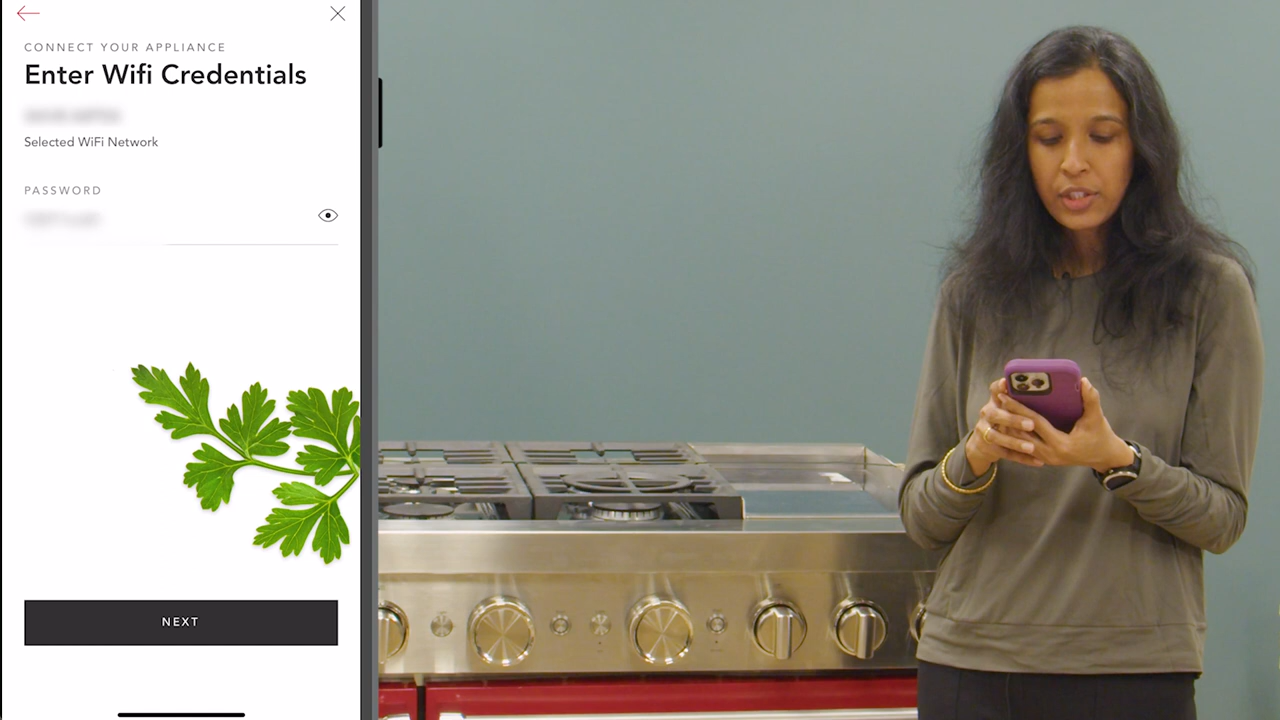 CONNECT YOUR APPLIANCE
Enter Wifi Credentials
Selected WiFi Network
PASSWORD
NEXT